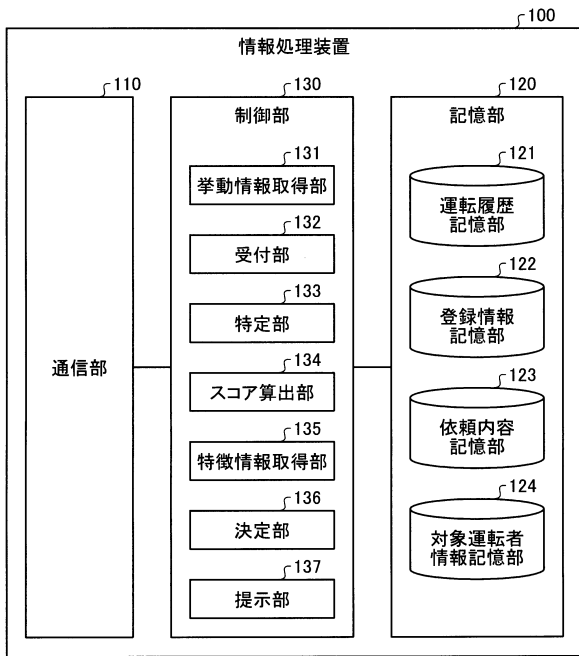 100
情報処理装置
110
通信部
130
制御部
131
挙動情報取得部
132
受付部
133
特定部
134
スコア算出部
135
特徴情報取得部
136
決定部
137
提示部
120
記憶部
121
運転履歴
記憶部
122
登録情報
記憶部
123
依頼内容
記憶部
124
対象運転者
情報記憶部